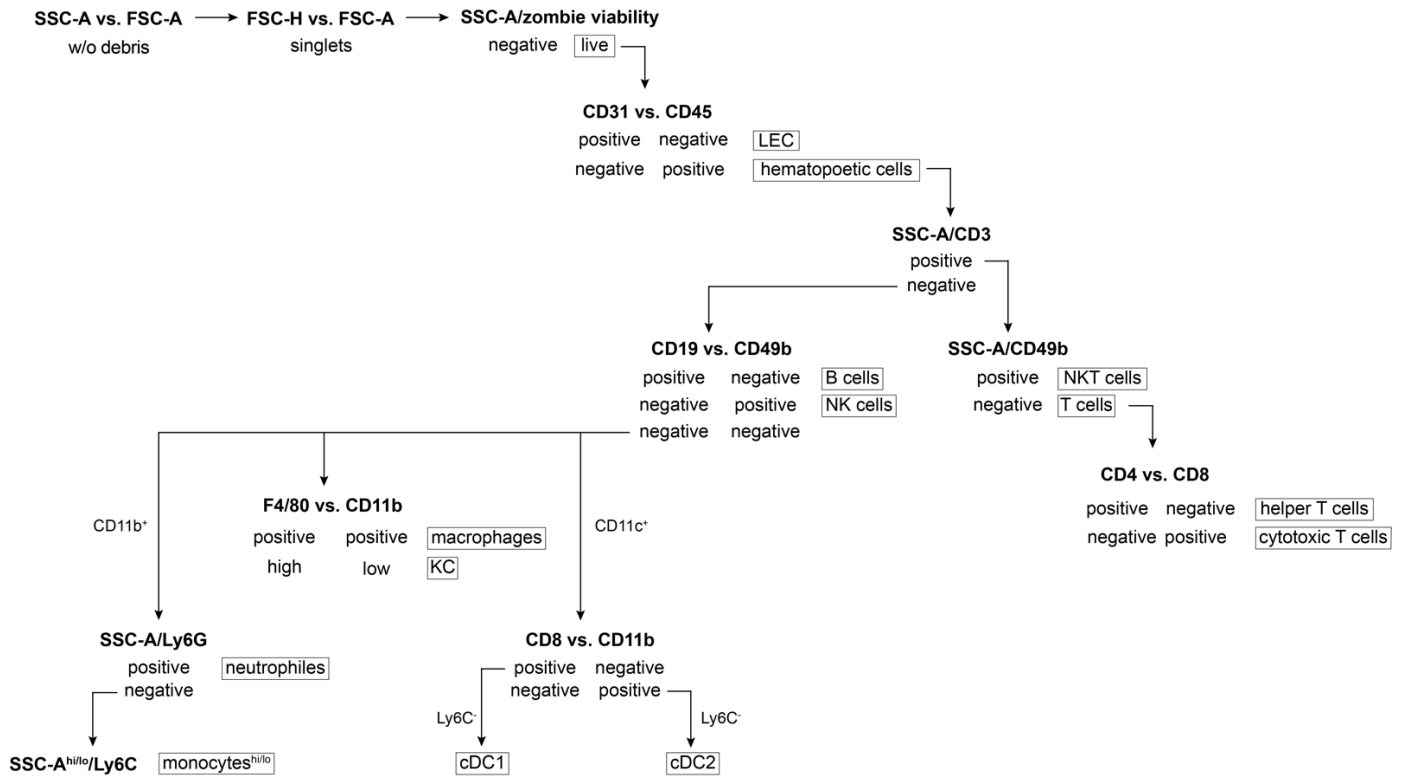 SSC-A vs. FSC-A FSC-H vs. FSC-A SSC-A/zombie viability
w/o debris singlets negative live
CD31 vs. CD45
positive negative LEC
negative positive hematopoetic cells
SSC-A/CD3
positive
negative
CD19 vs. CD49b SSC-A/CD49b
positive negative B cells positive NKT cells
negative positive NK cells negative T cells
negative negative
CD4 vs. CD8
positive negative helper T cells
negative positive cytotoxic T cells
CD11b⁺ F4/80 vs. CD11b CD11c⁺
positive positive macrophages
high low KC
SSC-A/Ly6G CD8 vs. CD11b
positive neutrophiles positive negative
negative negative positive
Ly6C⁻ Ly6C⁻
SSC-Aʰⁱ/ˡᵒ/Ly6C monocytesʰⁱ/ˡᵒ cDC1 cDC2